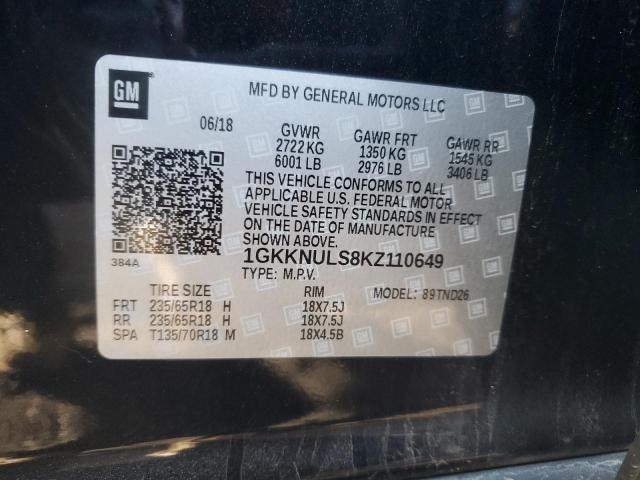 GM
MFD BY GENERAL MOTORS LLC
06/18 GVWR GAWR FRT GAWR RR
2722 KG 1350 KG 1545 KG
6001 LB 2976 LB 3406 LB
THIS VEHICLE CONFORMS TO ALL
APPLICABLE U.S. FEDERAL MOTOR
VEHICLE SAFETY STANDARDS IN EFFECT
ON THE DATE OF MANUFACTURE
SHOWN ABOVE.
384A 1GKKNULS8KZ110649
TYPE: M.P.V.
TIRE SIZE RIM MODEL: 89TND26
FRT 235/65R18 H 18X7.5J
RR 235/65R18 H 18X7.5J
SPA T135/70R18 M 18X4.5B